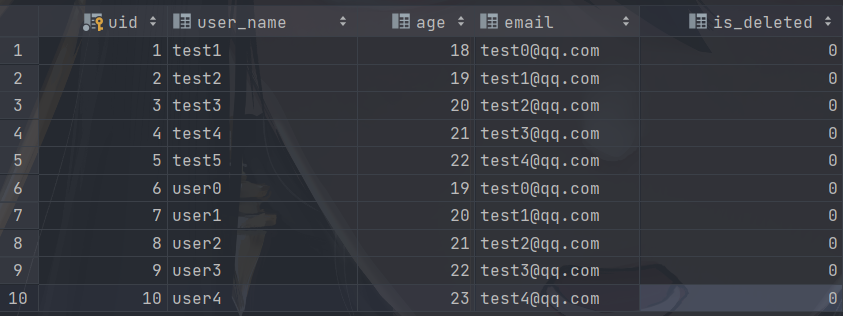 uid user_name age email is_deleted
1 1 test1 18 test0@qq.com 0
2 2 test2 19 test1@qq.com 0
3 3 test3 20 test2@qq.com 0
4 4 test4 21 test3@qq.com 0
5 5 test5 22 test4@qq.com 0
6 6 user0 19 test0@qq.com 0
7 7 user1 20 test1@qq.com 0
8 8 user2 21 test2@qq.com 0
9 9 user3 22 test3@qq.com 0
10 10 user4 23 test4@qq.com 0